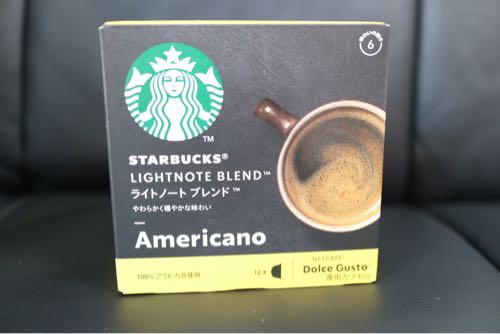 6
TM
STARBUCKS®
LIGHTNOTE BLEND™
ライトノート ブレンド™
やわらかく穏やかな味わい
Americano
100%アラビカ豆使用
12 ×
NESCAFÉ
Dolce Gusto™
専用カプセル